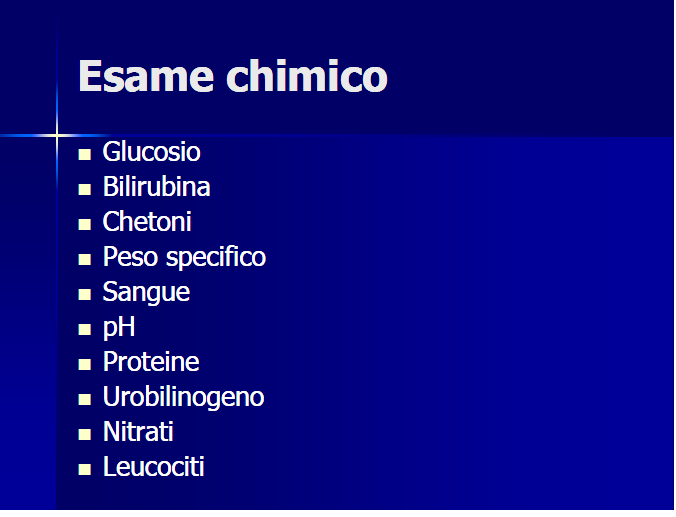 Esame chimico
Glucosio
Bilirubina
Chetoni
Peso specifico
Sangue
pH
Proteine
Urobilinogeno
Nitrati
Leucociti